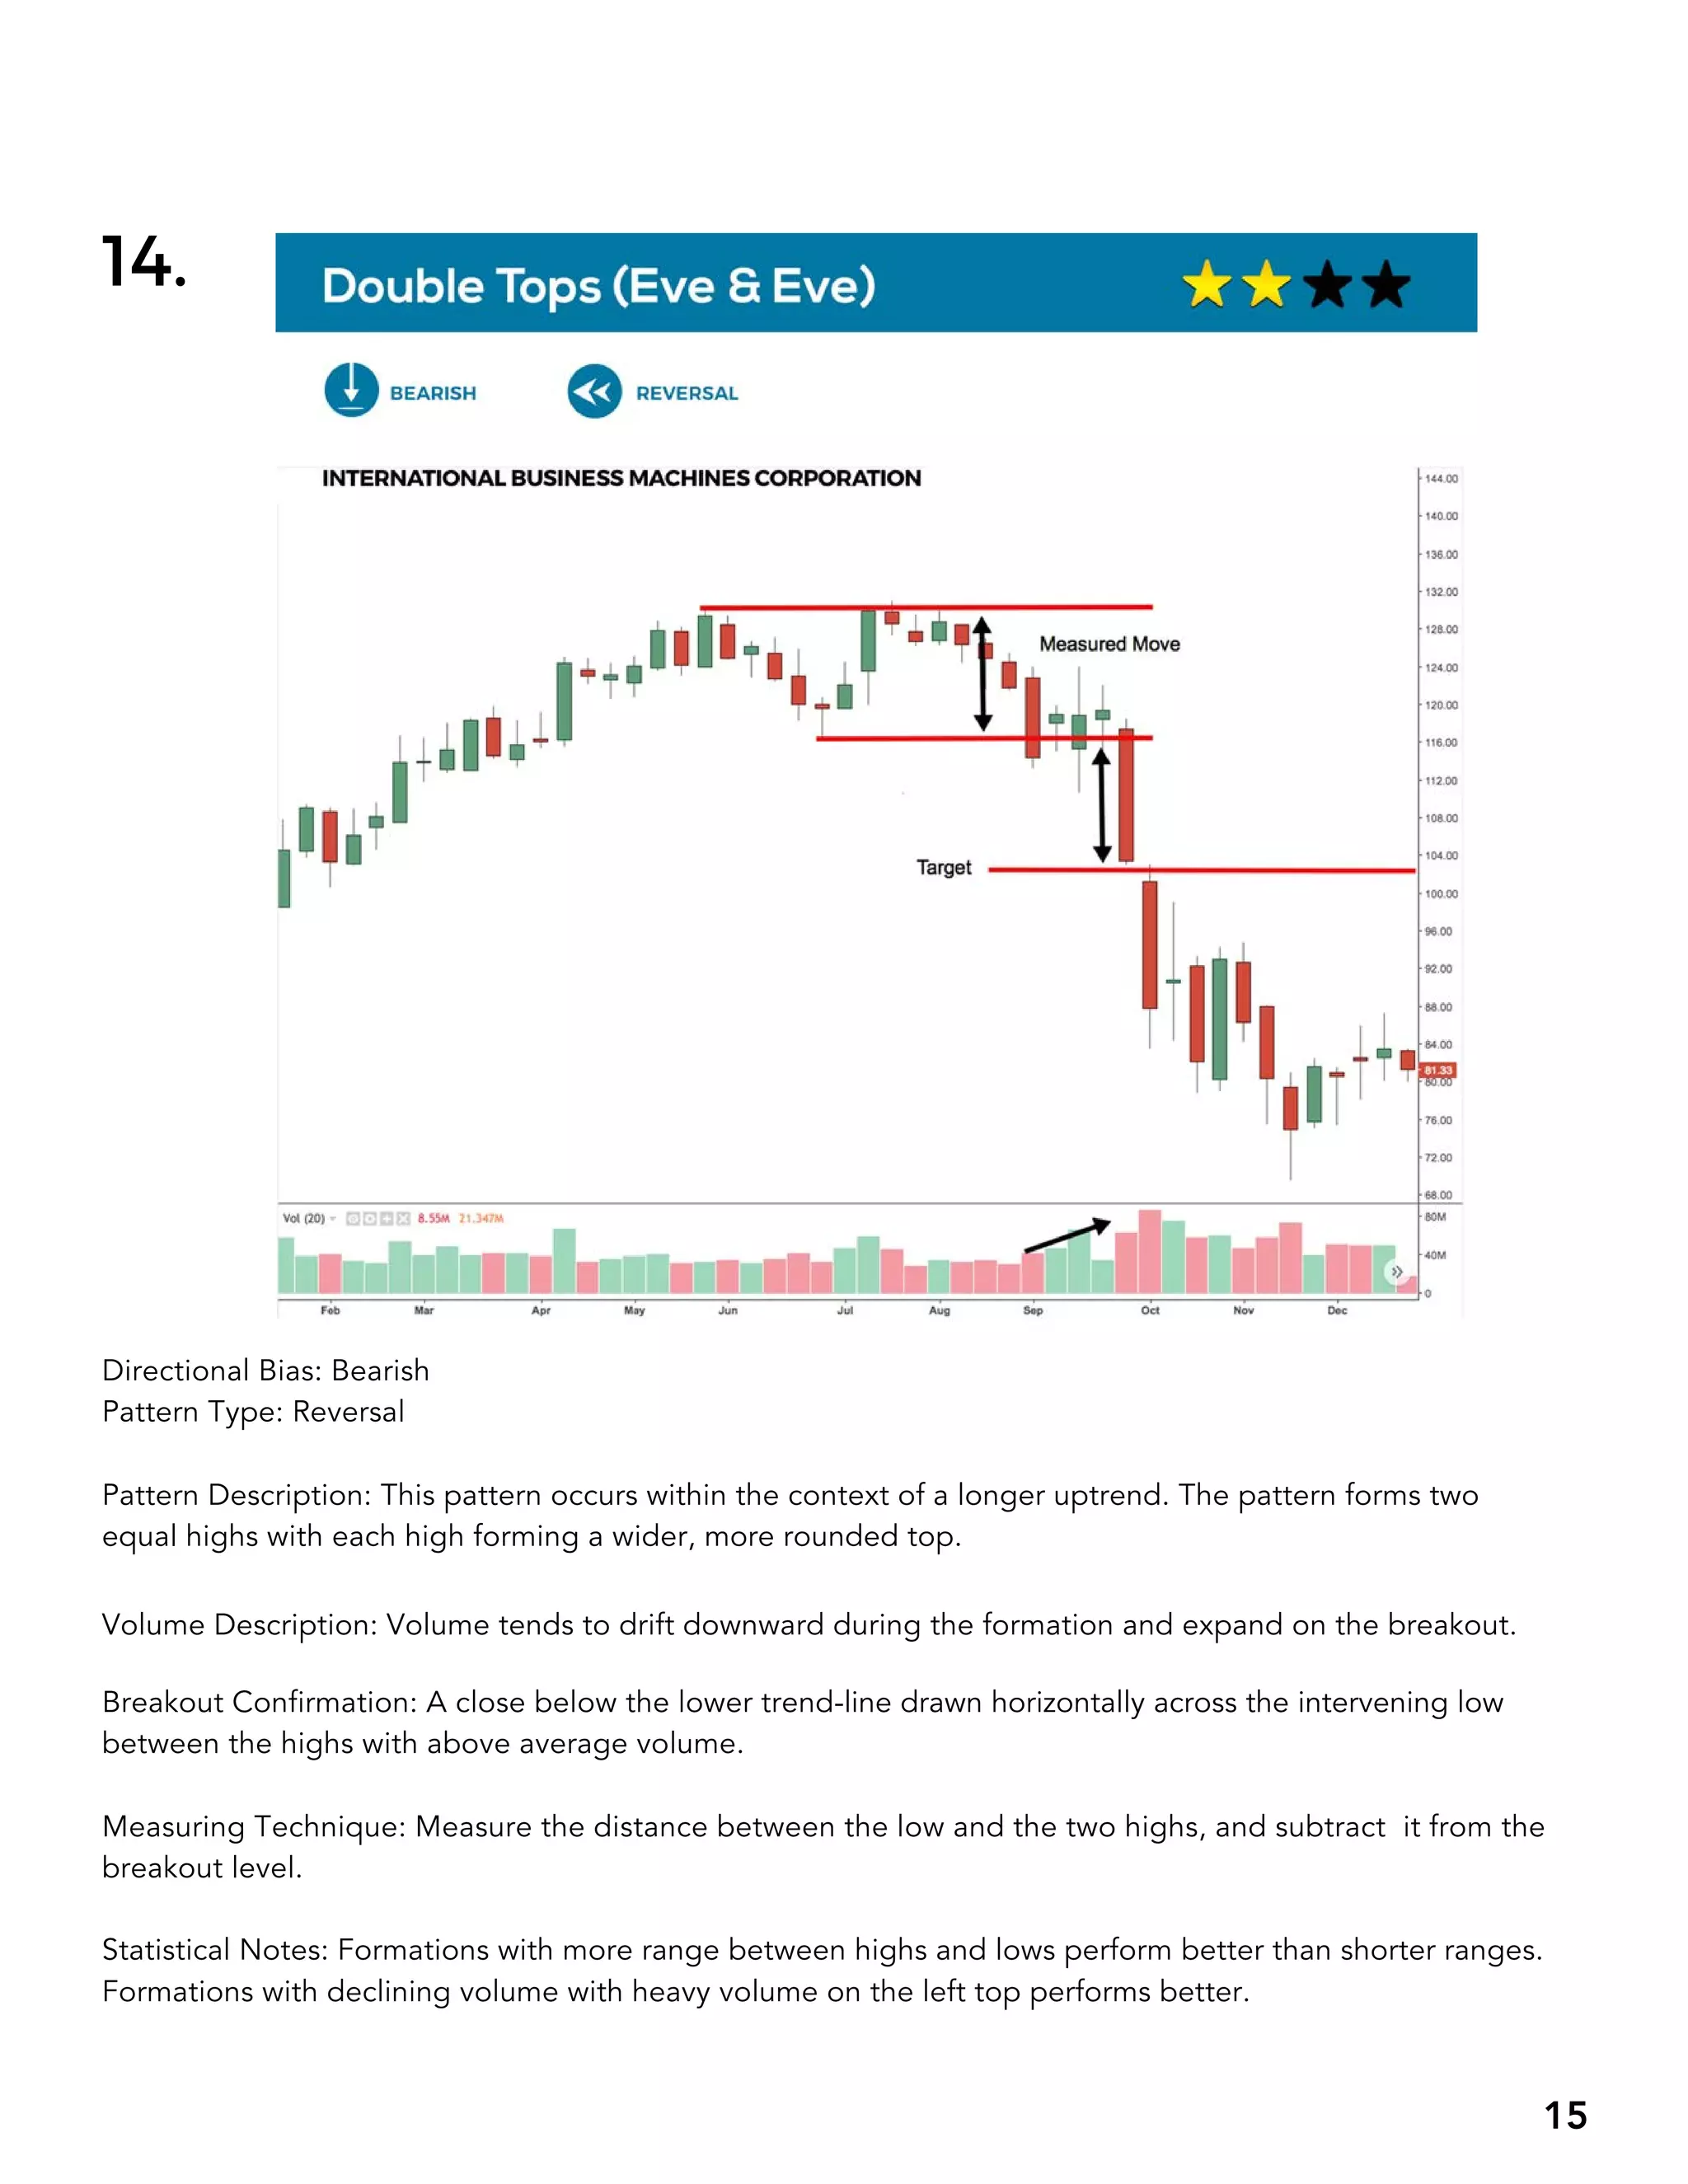 14.
Double Tops (Eve & Eve)
BEARISH
REVERSAL
INTERNATIONAL BUSINESS MACHINES CORPORATION
144.00
140.00
136.00
132.00
128.00
Measured Move
124.00
120.00
116.00
112.00
108.00
104.00
Target
100.00
96.00
92.00
88.00
84.00
81.33
80.00
76.00
72.00
68.00
Vol (20) 8.55M 21.347M
80M
40M
0
Feb Mar Apr May Jun Jul Aug Sep Oct Nov Dec
Directional Bias: Bearish
Pattern Type: Reversal
Pattern Description: This pattern occurs within the context of a longer uptrend. The pattern forms two
equal highs with each high forming a wider, more rounded top.
Volume Description: Volume tends to drift downward during the formation and expand on the breakout.
Breakout Confirmation: A close below the lower trend-line drawn horizontally across the intervening low
between the highs with above average volume.
Measuring Technique: Measure the distance between the low and the two highs, and subtract  it from the
breakout level.
Statistical Notes: Formations with more range between highs and lows perform better than shorter ranges.
Formations with declining volume with heavy volume on the left top performs better.
15